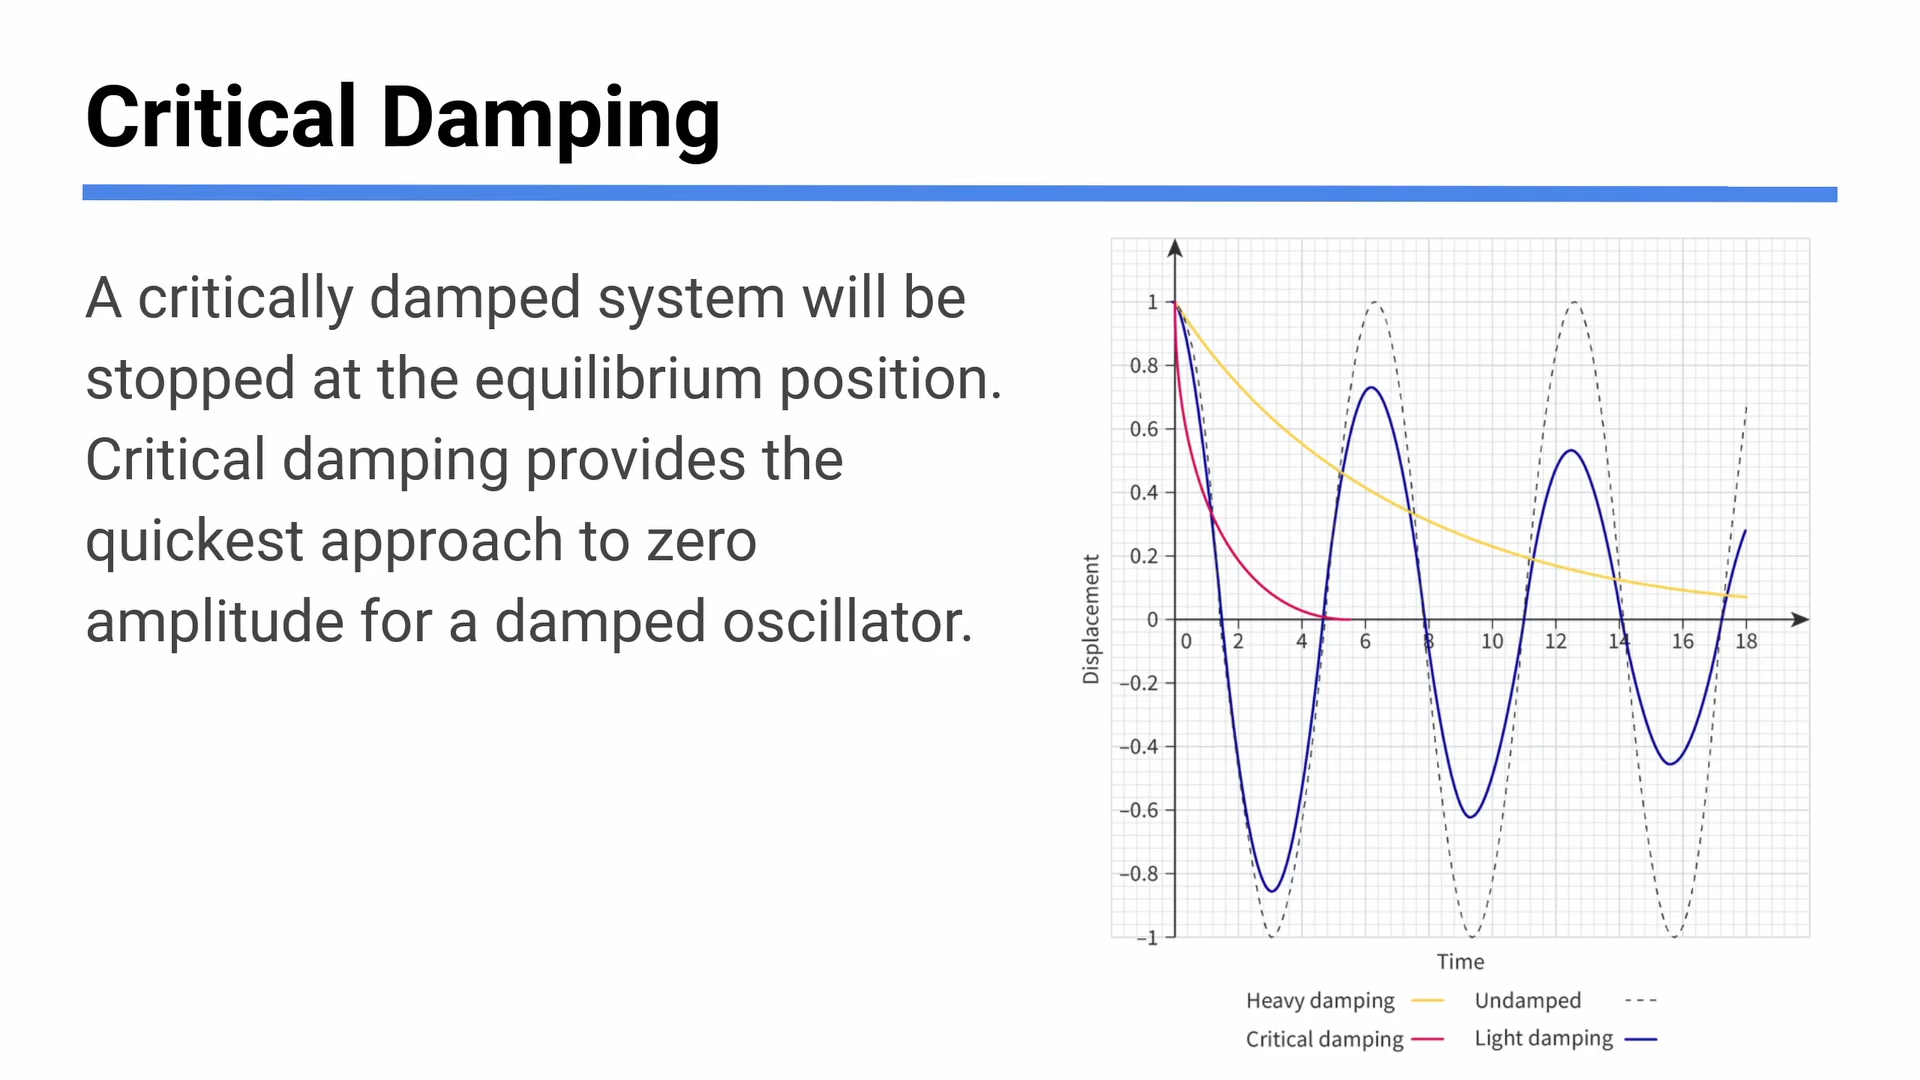 Critical Damping
A critically damped system will be
stopped at the equilibrium position.
Critical damping provides the
quickest approach to zero
amplitude for a damped oscillator.
1
0.8
0.6
0.4
0.2
0
−0.2
−0.4
−0.6
−0.8
−1
Displacement
0 2 4 6 8 10 12 14 16 18
Time
Heavy damping Undamped
Critical damping Light damping